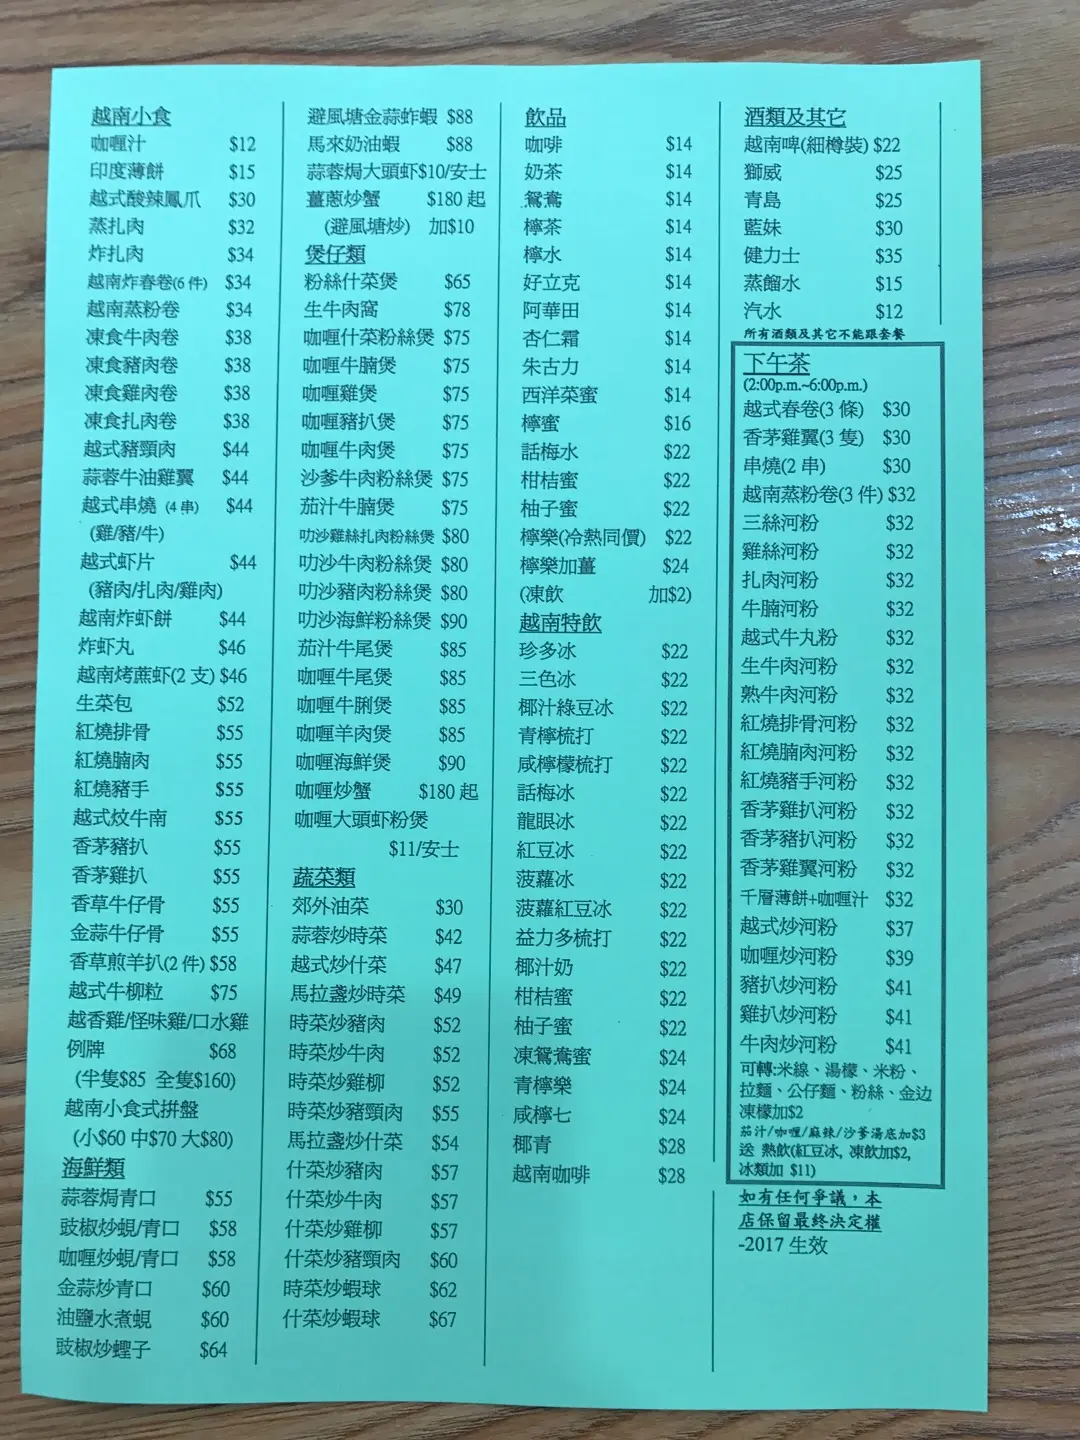 越南小食
咖喱汁 $12
印度薄餅 $15
越式酸辣鳳爪 $30
蒸扎肉 $32
炸扎肉 $34
越南炸春卷(6 件) $34
越南蒸粉卷 $34
凍食牛肉卷 $38
凍食豬肉卷 $38
凍食雞肉卷 $38
凍食扎肉卷 $38
越式豬頸肉 $44
蒜蓉牛油雞翼 $44
越式串燒 (4 串) $44
(雞/豬/牛)
越式虾片 $44
(豬肉/扎肉/雞肉)
越南炸虾餅 $44
炸虾丸 $46
越南烤蔗虾(2 支) $46
生菜包 $52
紅燒排骨 $55
紅燒腩肉 $55
紅燒豬手 $55
越式炆牛南 $55
香茅豬扒 $55
香茅雞扒 $55
香草牛仔骨 $55
金蒜牛仔骨 $55
香草煎羊扒(2 件) $58
越式牛柳粒 $75
越香雞/怪味雞/口水雞
例牌 $68
(半隻$85 全隻$160)
越南小食式拼盤
(小$60 中$70 大$80)
海鮮類
蒜蓉焗青口 $55
豉椒炒蜆/青口 $58
咖喱炒蜆/青口 $58
金蒜炒青口 $60
油鹽水煮蜆 $60
豉椒炒蟶子 $64
避風塘金蒜蚱蝦 $88
馬來奶油蝦 $88
蒜蓉焗大頭虾$10/安士
薑蔥炒蟹 $180 起
(避風塘炒) 加$10
煲仔類
粉絲什菜煲 $65
生牛肉窩 $78
咖喱什菜粉絲煲 $75
咖喱牛腩煲 $75
咖喱雞煲 $75
咖喱豬扒煲 $75
咖喱牛肉煲 $75
沙爹牛肉粉絲煲 $75
茄汁牛腩煲 $75
叻沙雞絲扎肉粉絲煲 $80
叻沙牛肉粉絲煲 $80
叻沙豬肉粉絲煲 $80
叻沙海鮮粉絲煲 $90
茄汁牛尾煲 $85
咖喱牛尾煲 $85
咖喱牛脷煲 $85
咖喱羊肉煲 $85
咖喱海鮮煲 $90
咖喱炒蟹 $180 起
咖喱大頭虾粉煲
$11/安士
蔬菜類
郊外油菜 $30
蒜蓉炒時菜 $42
越式炒什菜 $47
馬拉盞炒時菜 $49
時菜炒豬肉 $52
時菜炒牛肉 $52
時菜炒雞柳 $52
時菜炒豬頸肉 $55
馬拉盞炒什菜 $54
什菜炒豬肉 $57
什菜炒牛肉 $57
什菜炒雞柳 $57
什菜炒豬頸肉 $60
時菜炒蝦球 $62
什菜炒蝦球 $67
飲品
咖啡 $14
奶茶 $14
鴛鴦 $14
檸茶 $14
檸水 $14
好立克 $14
阿華田 $14
杏仁霜 $14
朱古力 $14
西洋菜蜜 $14
檸蜜 $16
話梅水 $22
柑桔蜜 $22
柚子蜜 $22
檸樂(冷熱同價) $22
檸樂加薑 $24
(凍飲 加$2)
越南特飲
珍多冰 $22
三色冰 $22
椰汁綠豆冰 $22
青檸梳打 $22
咸檸檬梳打 $22
話梅冰 $22
龍眼冰 $22
紅豆冰 $22
菠蘿冰 $22
菠蘿紅豆冰 $22
益力多梳打 $22
椰汁奶 $22
柑桔蜜 $22
柚子蜜 $22
凍鴛鴦蜜 $24
青檸樂 $24
咸檸七 $24
椰青 $28
越南咖啡 $28
酒類及其它
越南啤(細樽裝) $22
獅威 $25
青島 $25
藍妹 $30
健力士 $35
蒸餾水 $15
汽水 $12
所有酒類及其它不能跟套餐
下午茶
(2:00p.m.~6:00p.m.)
越式春卷(3 條) $30
香茅雞翼(3 隻) $30
串燒(2 串) $30
越南蒸粉卷(3 件) $32
三絲河粉 $32
雞絲河粉 $32
扎肉河粉 $32
牛腩河粉 $32
越式牛丸粉 $32
生牛肉河粉 $32
熟牛肉河粉 $32
紅燒排骨河粉 $32
紅燒腩肉河粉 $32
紅燒豬手河粉 $32
香茅雞扒河粉 $32
香茅豬扒河粉 $32
香茅雞翼河粉 $32
千層薄餅+咖喱汁 $32
越式炒河粉 $37
咖喱炒河粉 $39
豬扒炒河粉 $41
雞扒炒河粉 $41
牛肉炒河粉 $41
可轉:米線、湯檬、米粉、
拉麵、公仔麵、粉絲、金边
凍檬加$2
茄汁/咖喱/麻辣/沙爹湯底加$3
送 熱飲(紅豆冰, 凍飲加$2,
冰類加 $11)
如有任何爭議，本
店保留最終決定權
-2017 生效